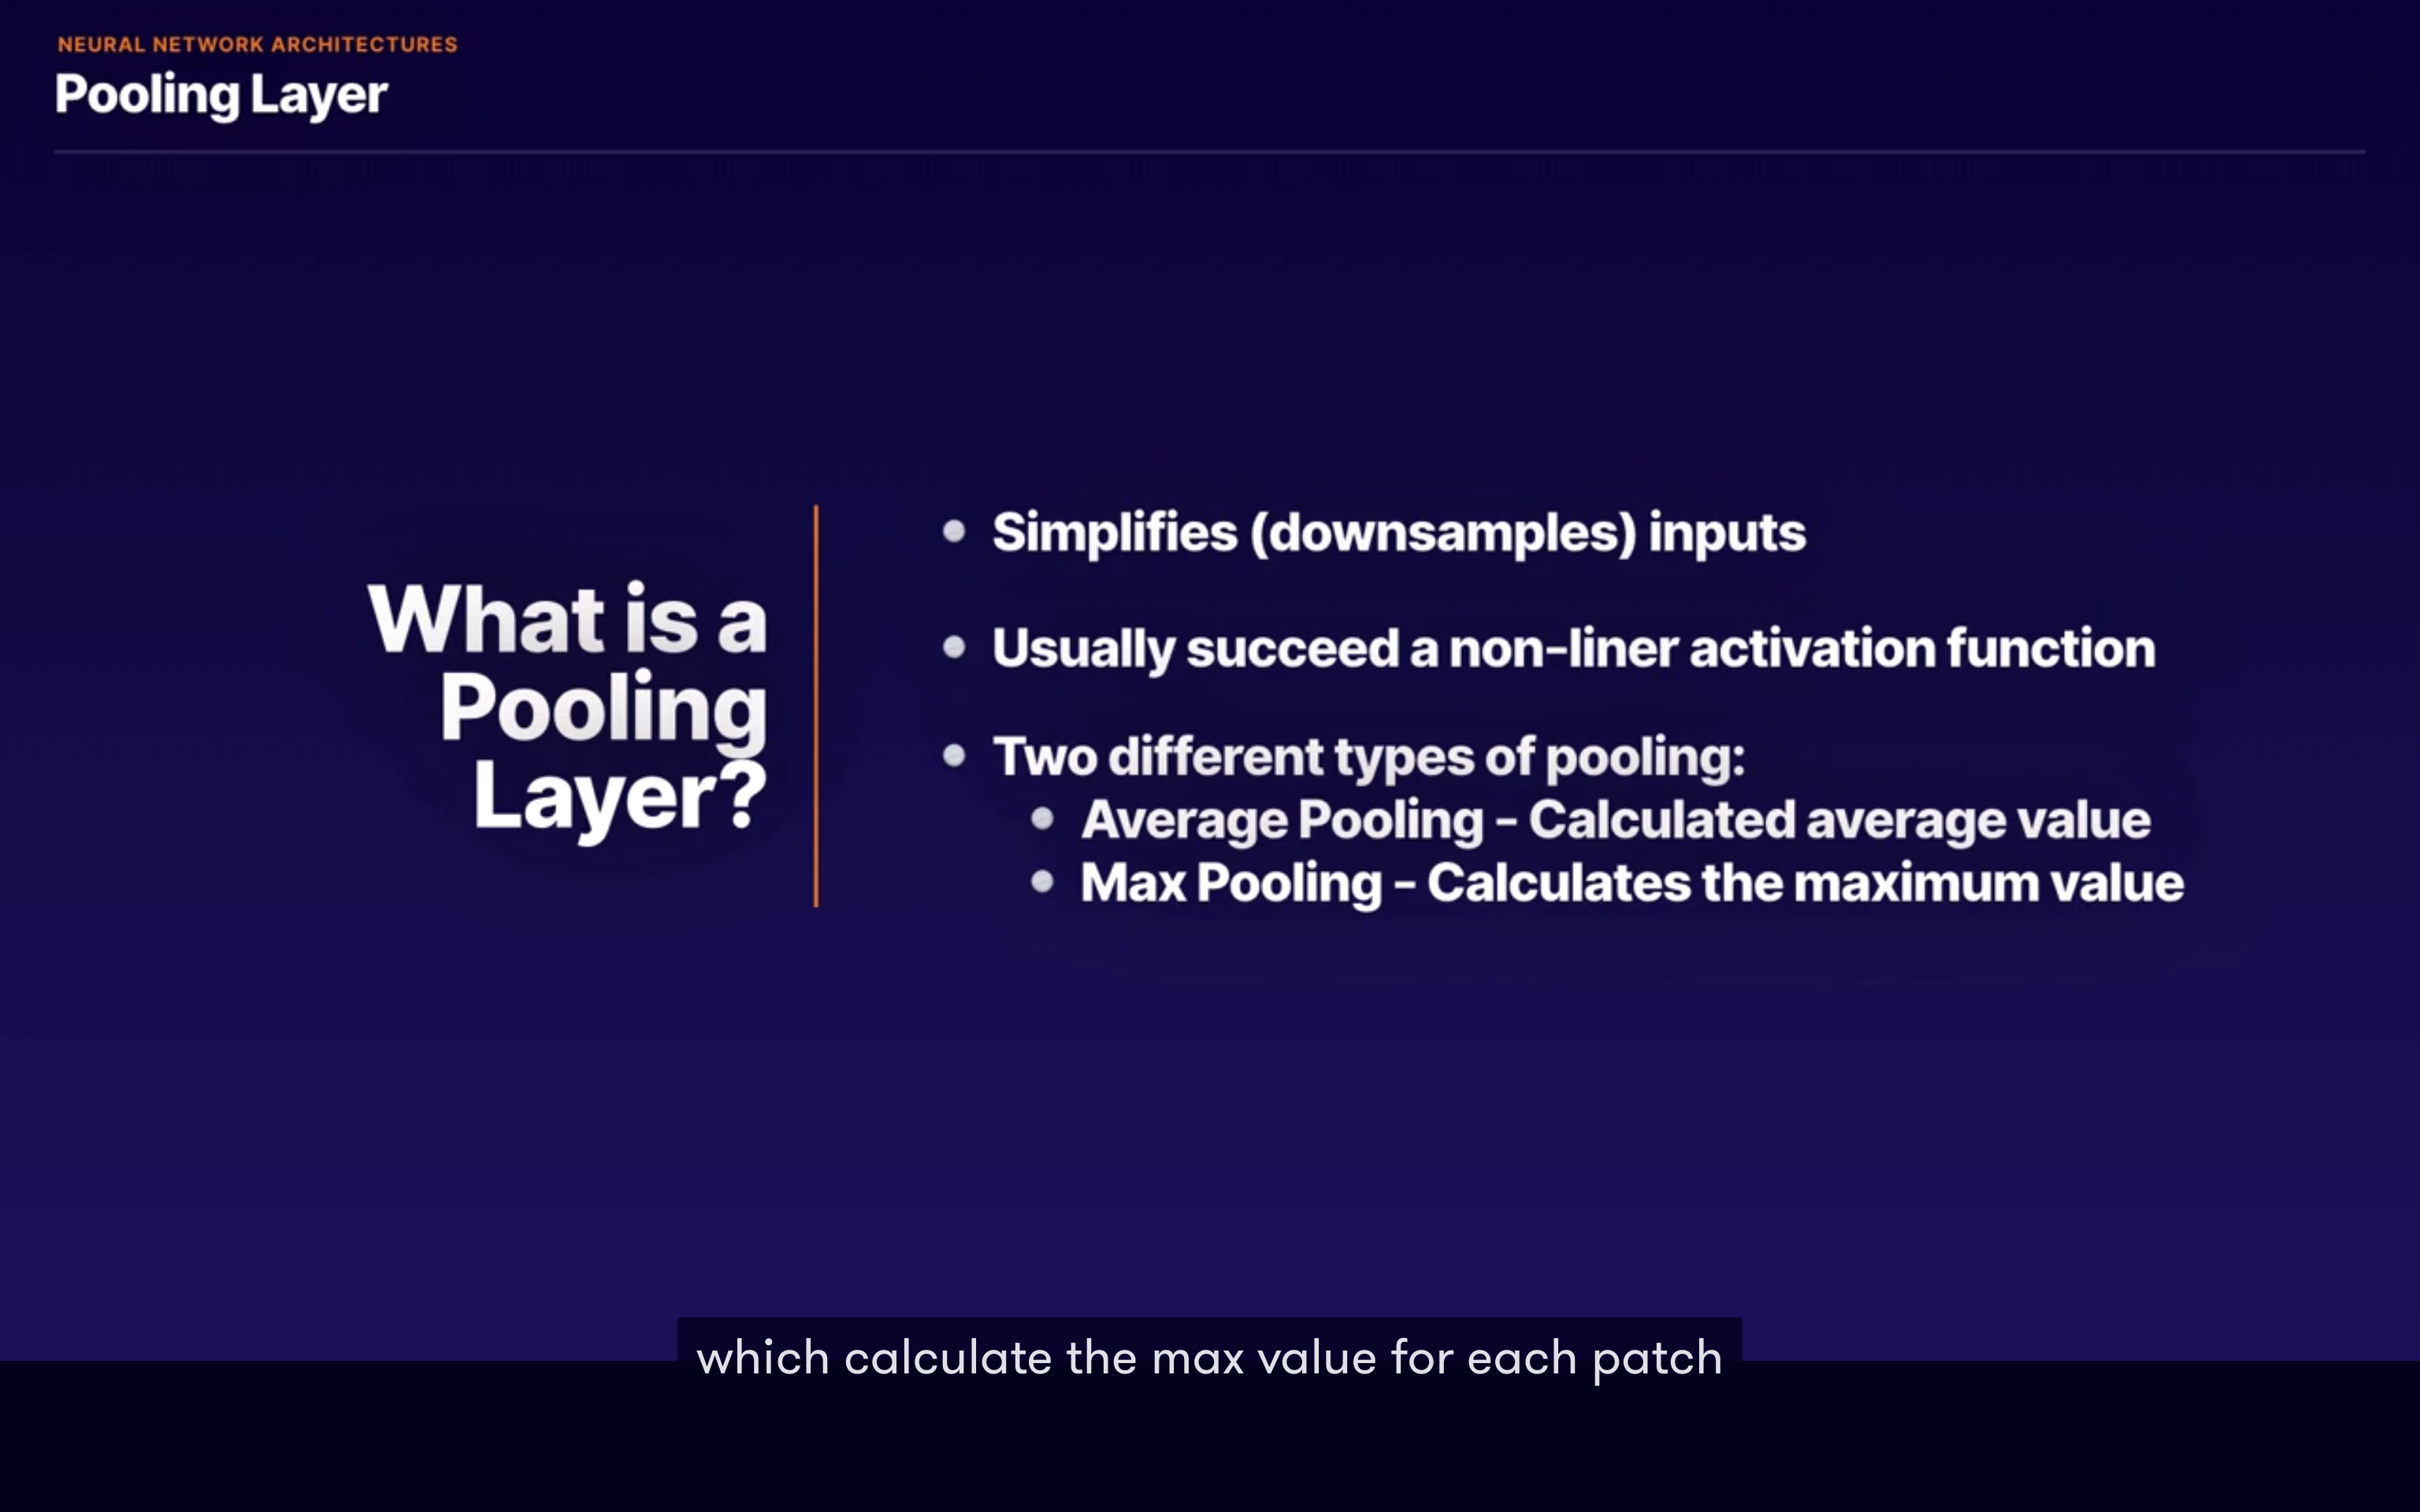 NEURAL NETWORK ARCHITECTURES
Pooling Layer
What is a
Pooling
Layer?
Simplifies (downsamples) inputs
Usually succeed a non-liner activation function
Two different types of pooling:
Average Pooling – Calculated average value
Max Pooling – Calculates the maximum value
which calculate the max value for each patch